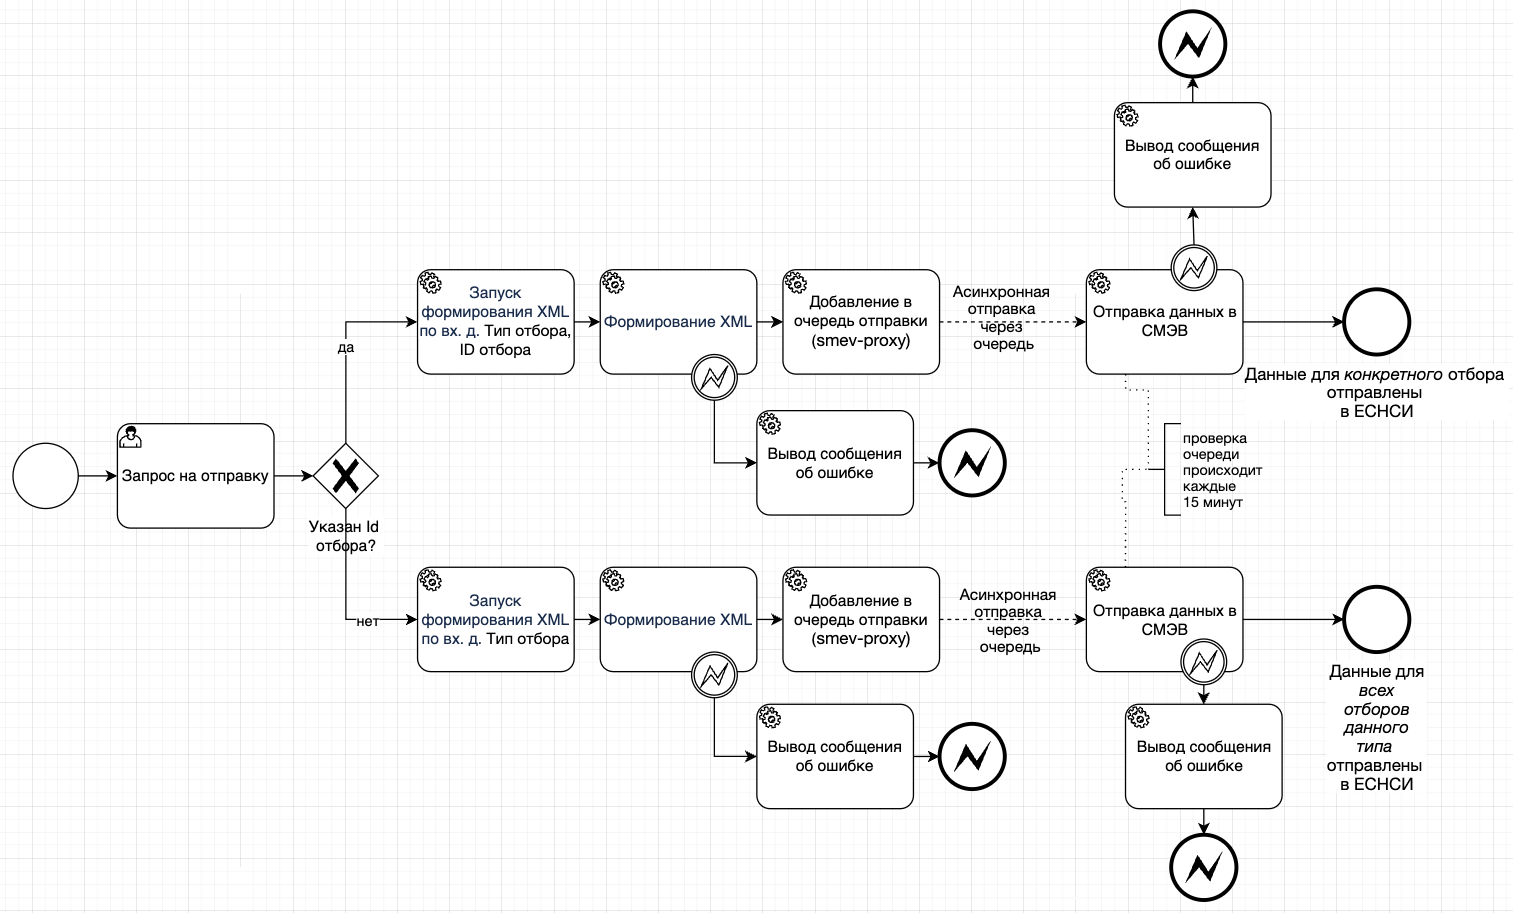 Вывод сообщения
об ошибке
Запуск
формирования XML
по вх. д. Тип отбора,
ID отбора
Формирование XML
Добавление в
очередь отправки
(smev-proxy)
Асинхронная
отправка
через
очередь
Отправка данных в
СМЭВ
Данные для конкретного отбора
отправлены
в ЕСНСИ
да
Вывод сообщения
об ошибке
проверка
очереди
происходит
каждые
15 минут
Запрос на отправку
Указан Id
отбора?
нет
Запуск
формирования XML
по вх. д. Тип отбора
Формирование XML
Добавление в
очередь отправки
(smev-proxy)
Асинхронная
отправка
через
очередь
Отправка данных в
СМЭВ
Данные для
всех
отборов
данного
типа
отправлены
в ЕСНСИ
Вывод сообщения
об ошибке
Вывод сообщения
об ошибке